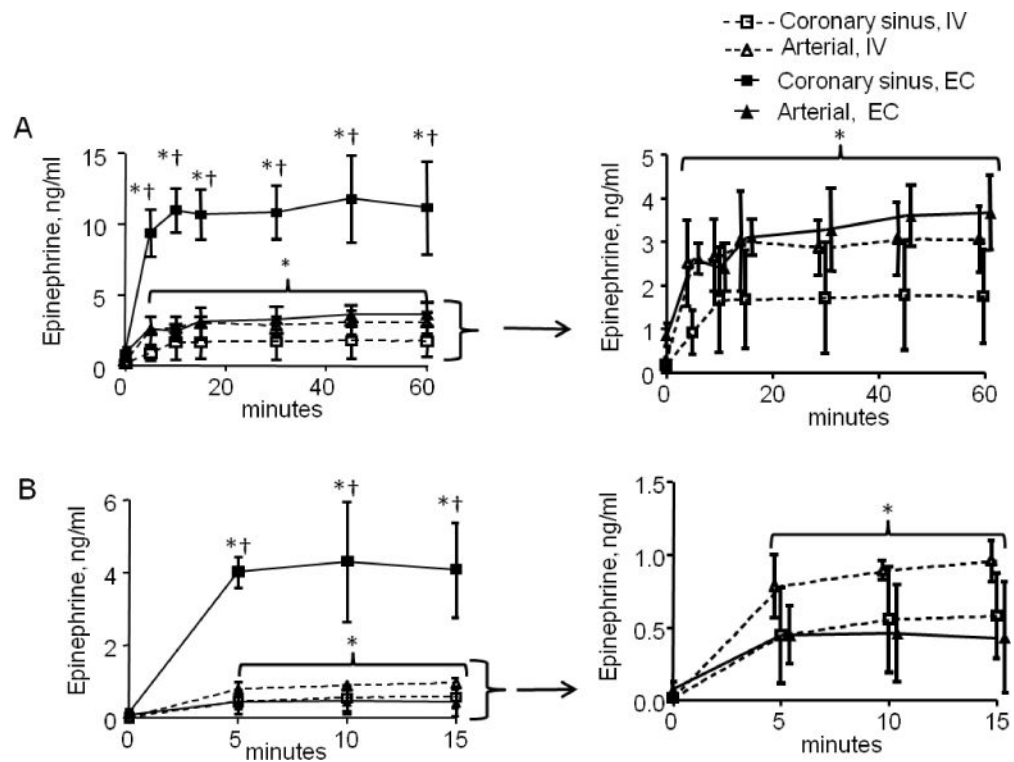 Coronary sinus, IV
Arterial, IV
Coronary sinus, EC
Arterial, EC
A
Epinephrine, ng/ml
15
10
5
0
*† *† *† *† *† *†
*
0 20 40 60
minutes
Epinephrine, ng/ml
5
4
3
2
1
0
*
0 20 40 60
minutes
B
Epinephrine, ng/ml
6
4
2
0
*† *† *†
*
0 5 10 15
minutes
Epinephrine, ng/ml
1.5
1.0
0.5
0.0
*
0 5 10 15
minutes